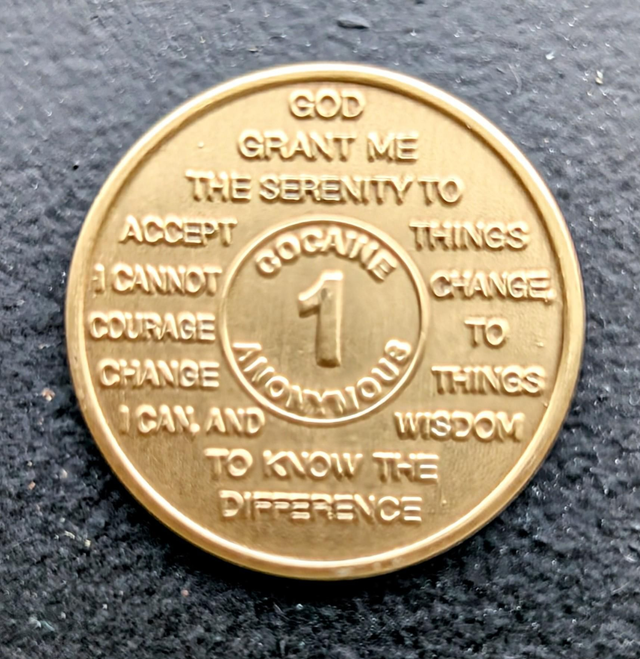 GOD
GRANT ME
THE SERENITY TO
ACCEPT THINGS
I CANNOT CHANGE,
COURAGE TO
CHANGE THINGS
I CAN, AND WISDOM
TO KNOW THE
DIFFERENCE
COCAINE
1
ANONYMOUS